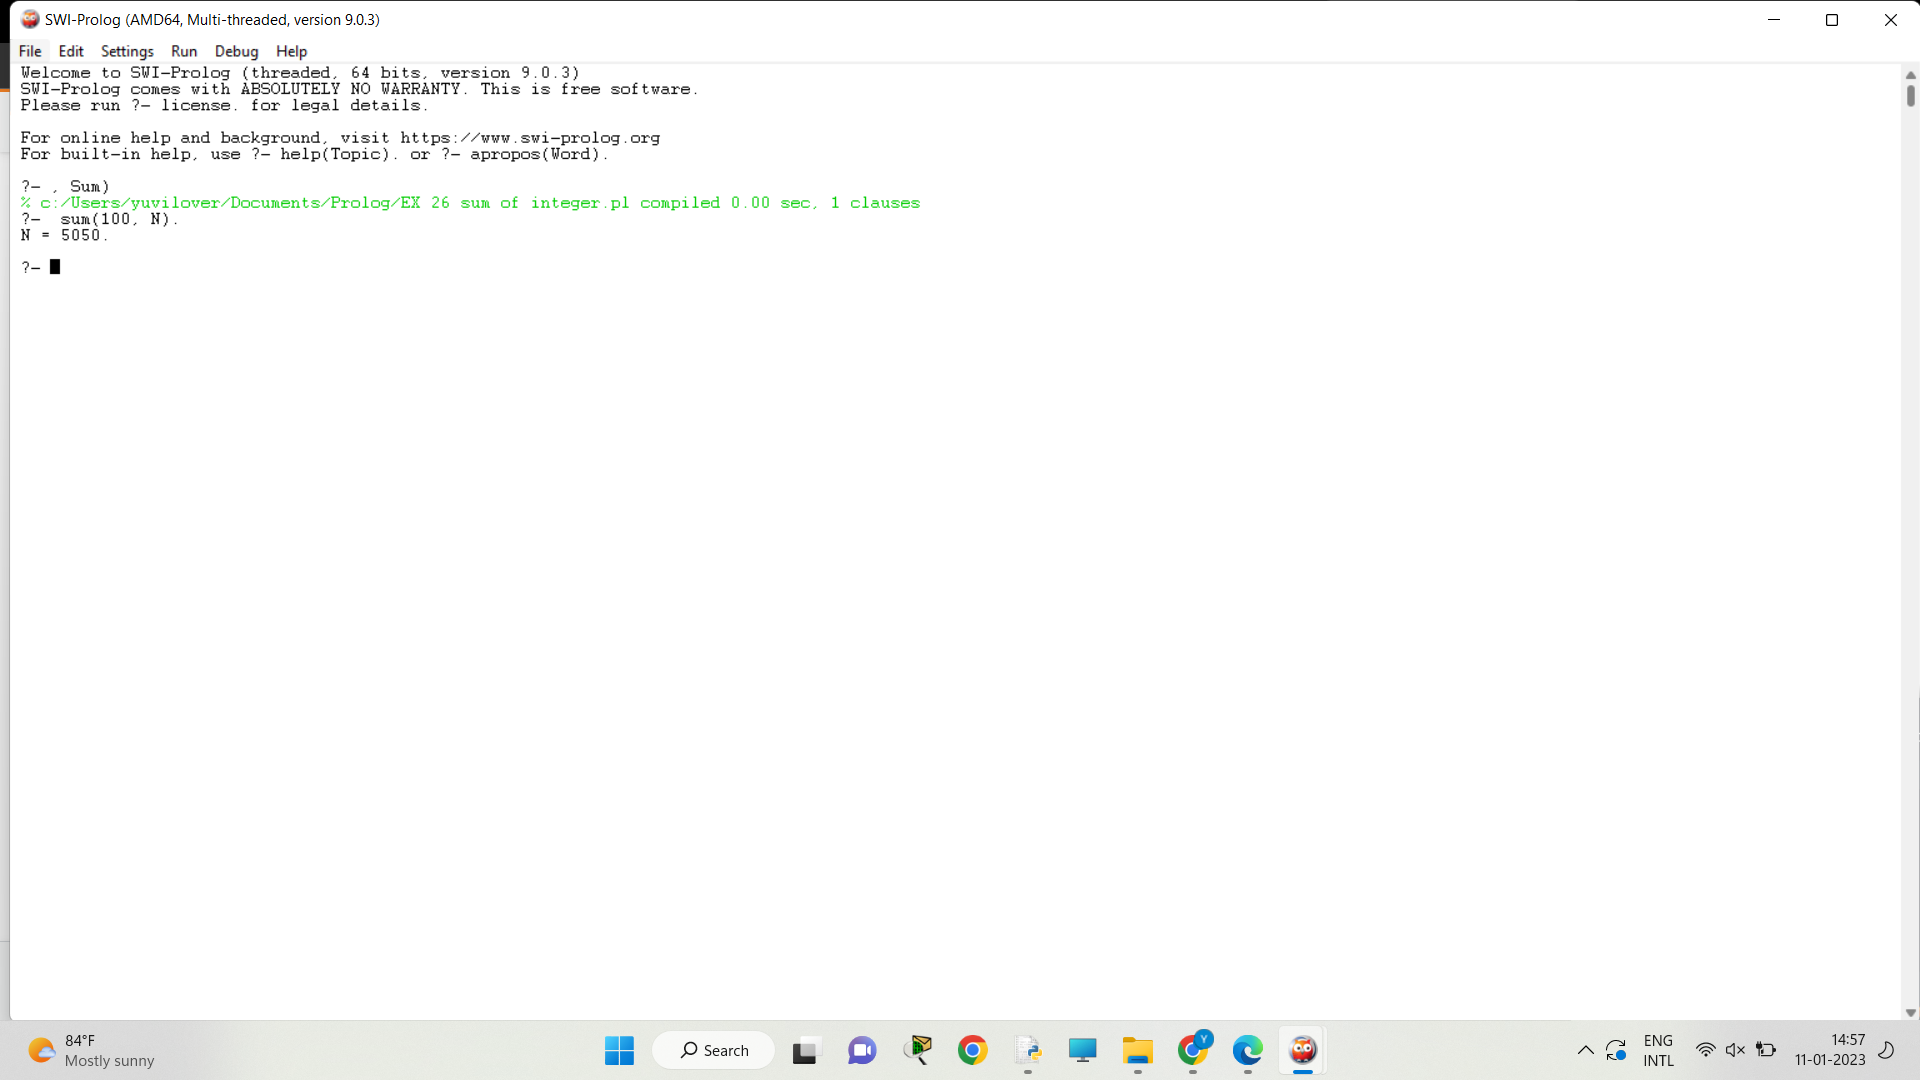 SWI-Prolog (AMD64, Multi-threaded, version 9.0.3)
File Edit Settings Run Debug Help
Welcome to SWI-Prolog (threaded, 64 bits, version 9.0.3)
SWI-Prolog comes with ABSOLUTELY NO WARRANTY. This is free software.
Please run ?- license. for legal details.
For online help and background, visit https://www.swi-prolog.org
For built-in help, use ?- help(Topic). or ?- apropos(Word).
?- , Sum)
% c:/Users/yuvilover/Documents/Prolog/EX 26 sum of integer.pl compiled 0.00 sec, 1 clauses
?-  sum(100, N).
N = 5050.
?-
84°F
Mostly sunny
Search
Y
ENG
INTL
14:57
11-01-2023